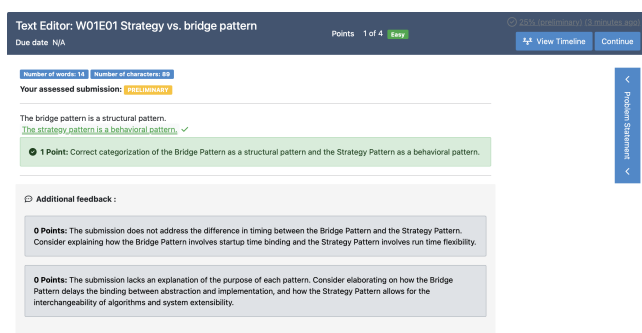 Text Editor: W01E01 Strategy vs. bridge pattern
Points 1 of 4 Easy
25% (preliminary) (3 minutes ago)
Due date N/A
View Timeline
Continue
Number of words: 14 Number of characters: 89
Your assessed submission: PRELIMINARY
The bridge pattern is a structural pattern.
The strategy pattern is a behavioral pattern.
1 Point: Correct categorization of the Bridge Pattern as a structural pattern and the Strategy Pattern as a behavioral pattern.
Additional feedback :
0 Points: The submission does not address the difference in timing between the Bridge Pattern and the Strategy Pattern.
Consider explaining how the Bridge Pattern involves startup time binding and the Strategy Pattern involves run time flexibility.
0 Points: The submission lacks an explanation of the purpose of each pattern. Consider elaborating on how the Bridge
Pattern delays the binding between abstraction and implementation, and how the Strategy Pattern allows for the
interchangeability of algorithms and system extensibility.
Problem Statement